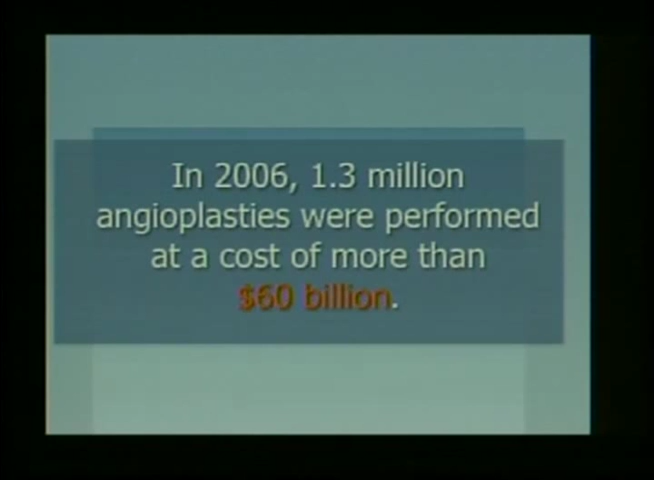 In 2006, 1.3 million
angioplasties were performed
at a cost of more than
$60 billion.